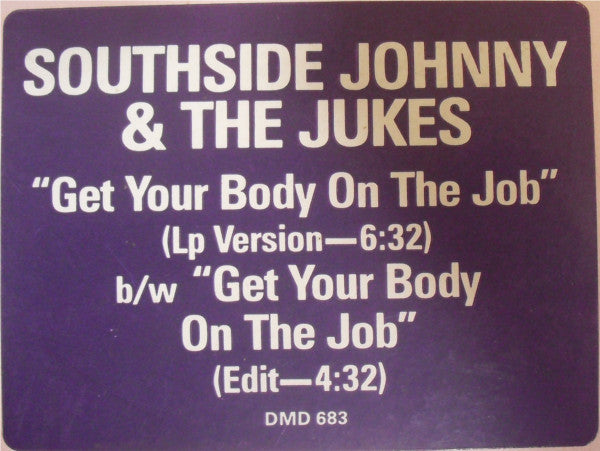 SOUTHSIDE JOHNNY
& THE JUKES
"Get Your Body On The Job"
(Lp Version—6:32)
b/w "Get Your Body
On The Job"
(Edit—4:32)
DMD 683